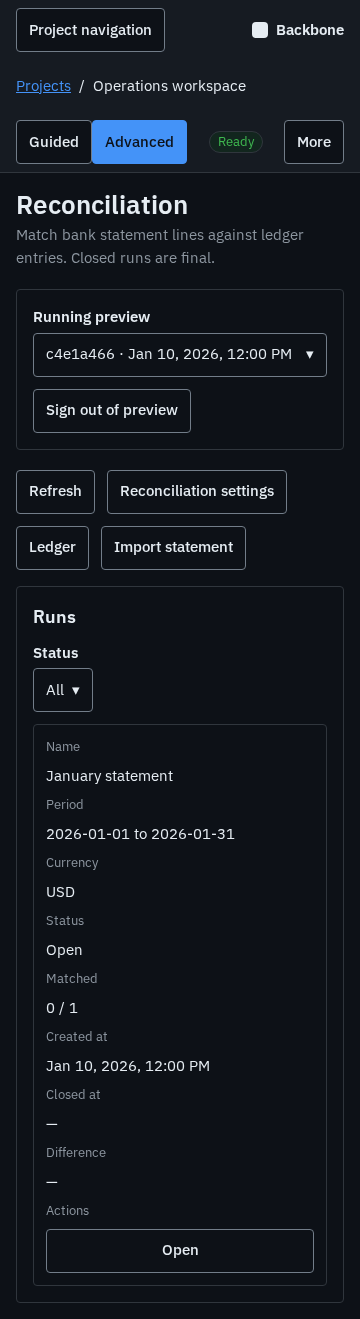 Project navigation
Backbone
Projects / Operations workspace
Guided
Advanced
Ready
More
Reconciliation
Match bank statement lines against ledger
entries. Closed runs are final.
Running preview
c4e1a466 · Jan 10, 2026, 12:00 PM ▾
Sign out of preview
Refresh
Reconciliation settings
Ledger
Import statement
Runs
Status
All ▾
Name
January statement
Period
2026-01-01 to 2026-01-31
Currency
USD
Status
Open
Matched
0 / 1
Created at
Jan 10, 2026, 12:00 PM
Closed at
—
Difference
—
Actions
Open